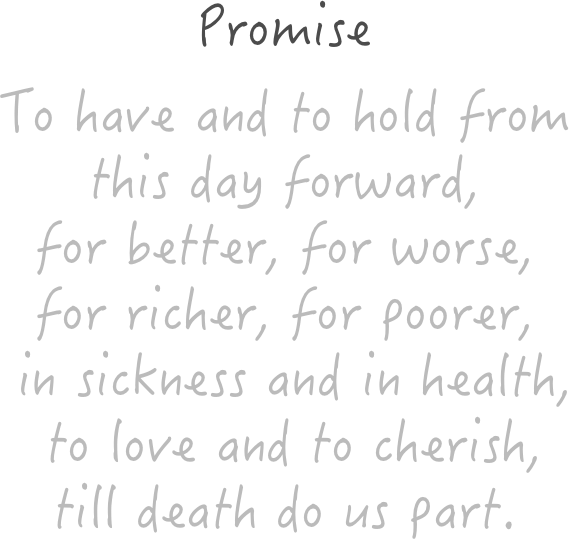 Promise
To have and to hold from
this day forward,
for better, for worse,
for richer, for poorer,
in sickness and in health,
to love and to cherish,
till death do us part.